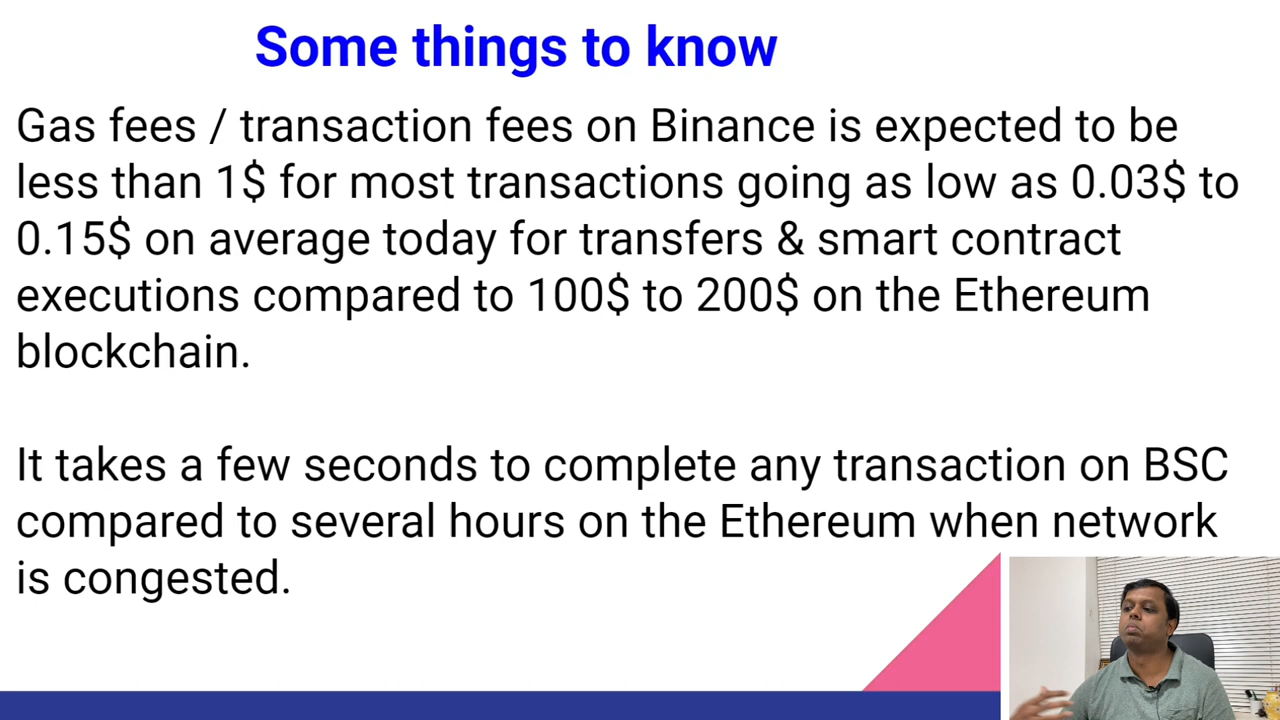 Some things to know
Gas fees / transaction fees on Binance is expected to be
less than 1$ for most transactions going as low as 0.03$ to
0.15$ on average today for transfers & smart contract
executions compared to 100$ to 200$ on the Ethereum
blockchain.
It takes a few seconds to complete any transaction on BSC
compared to several hours on the Ethereum when network
is congested.